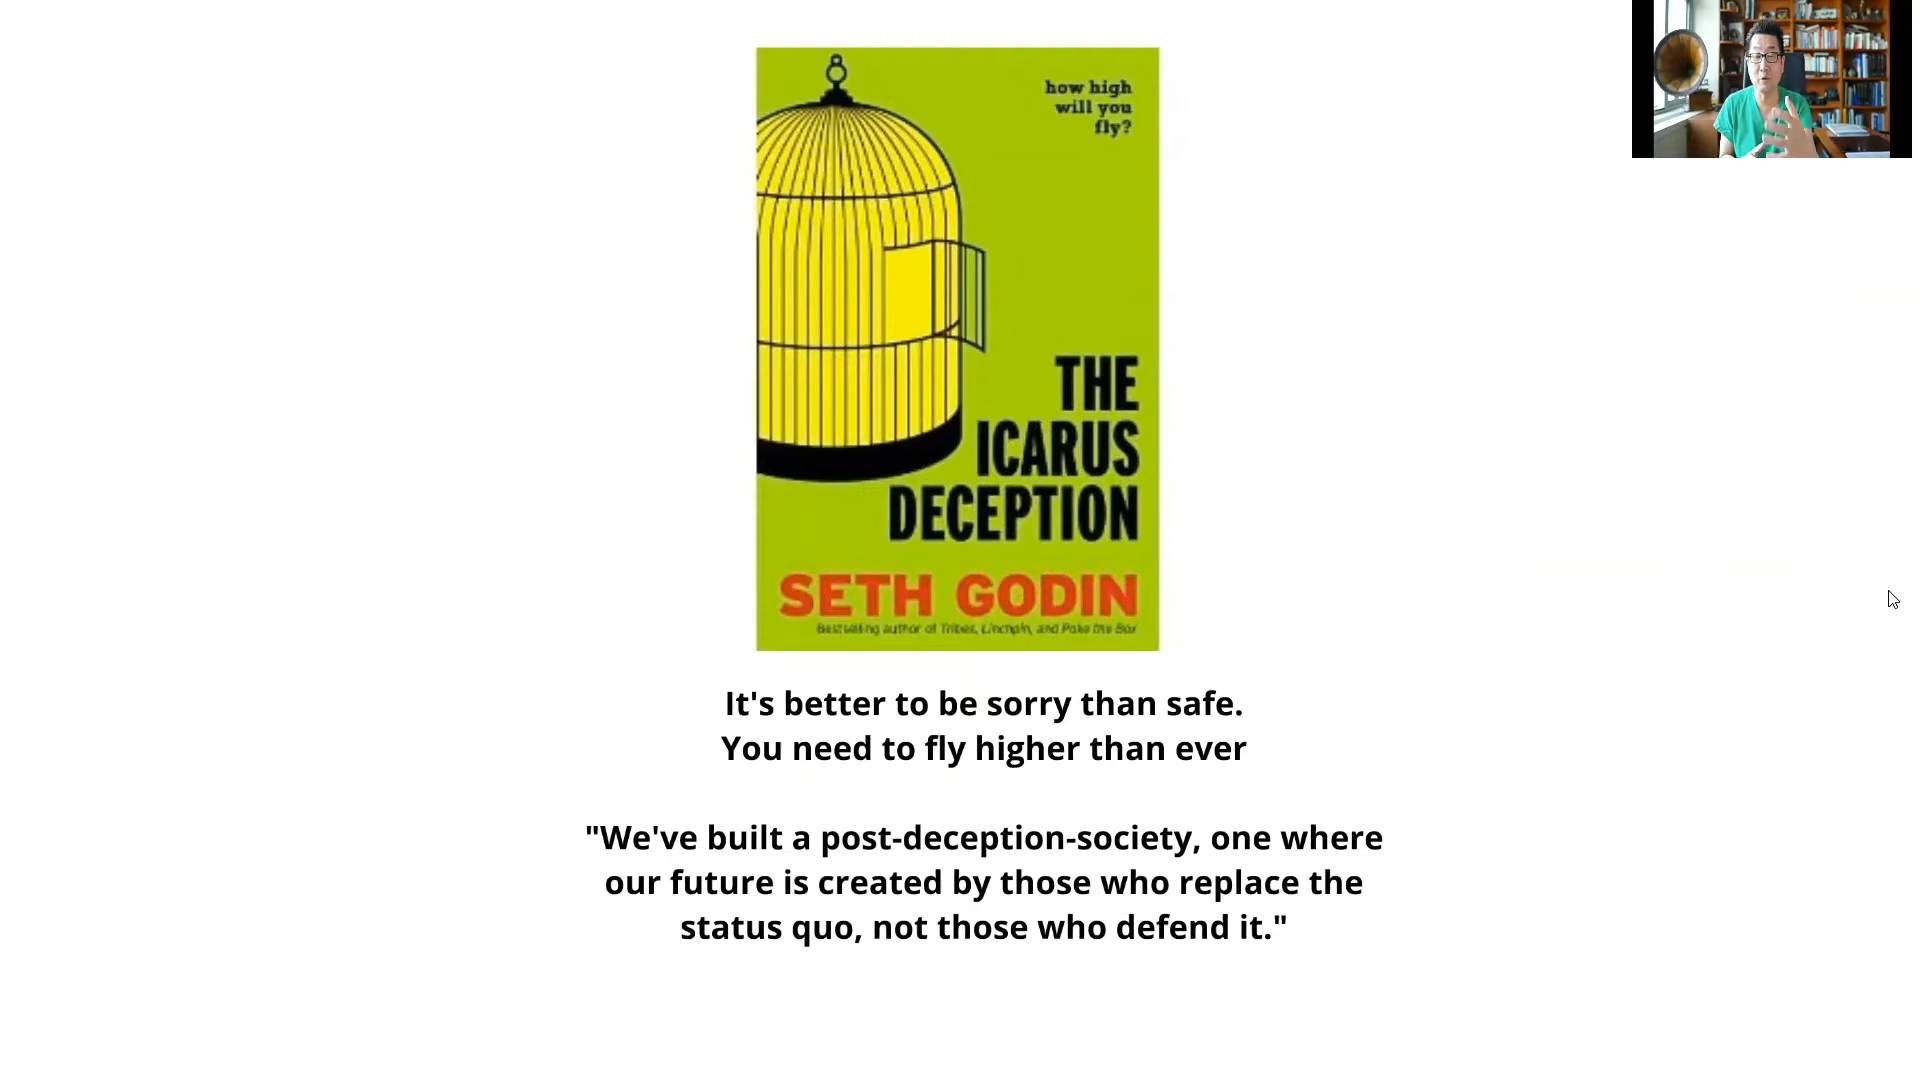 how high
will you
fly?
THE
ICARUS
DECEPTION
SETH GODIN
Bestselling author of Tribes, Linchpin, and Poke the Box
It's better to be sorry than safe.
You need to fly higher than ever
"We've built a post-deception-society, one where
our future is created by those who replace the
status quo, not those who defend it."